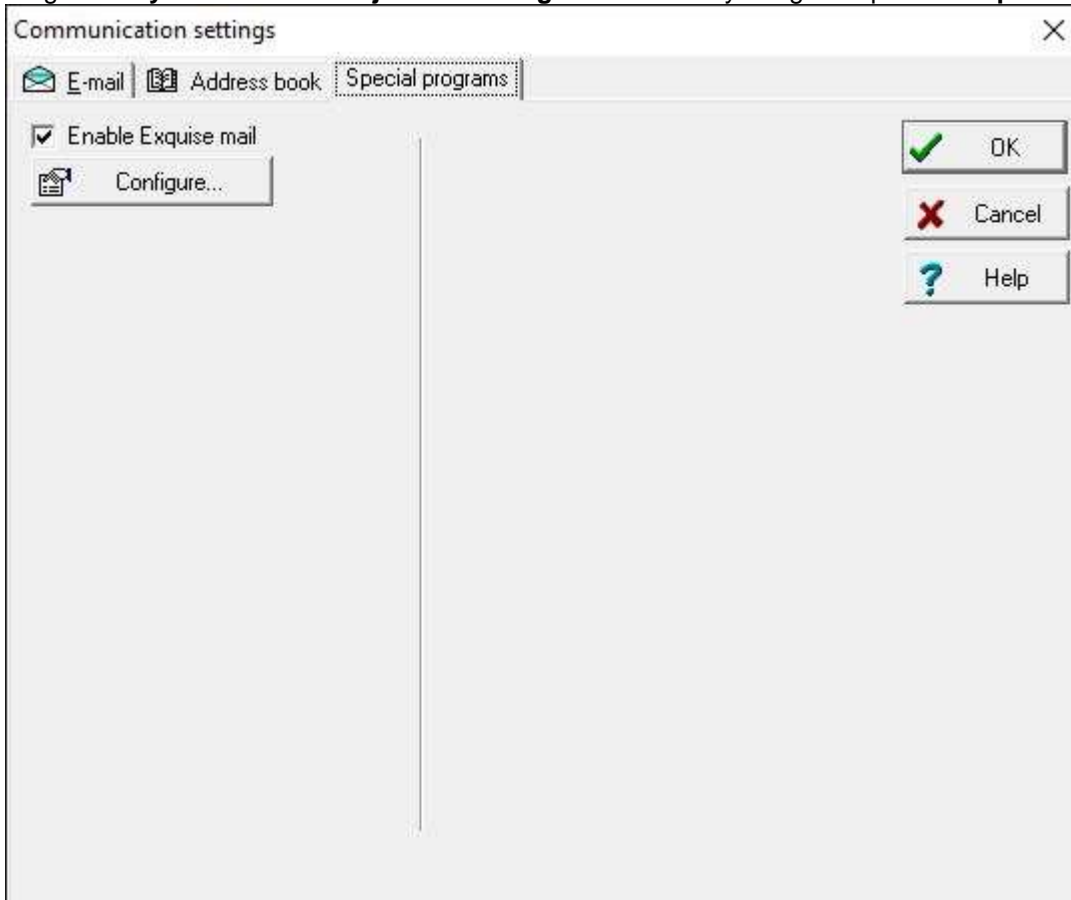 Communication settings
E-mail
Address book
Special programs
Enable Exquise mail
Configure...
OK
Cancel
Help